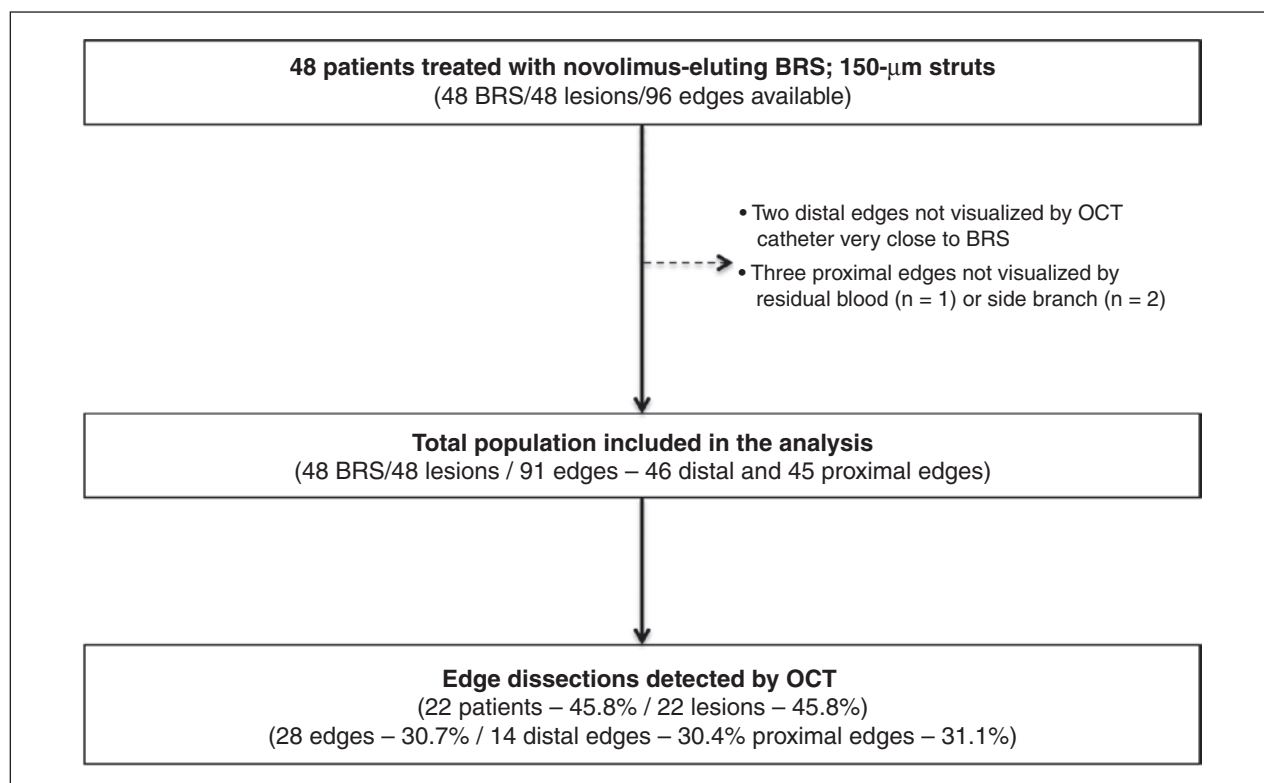 48 patients treated with novolimus-eluting BRS; 150-μm struts
(48 BRS/48 lesions/96 edges available)
• Two distal edges not visualized by OCT
catheter very close to BRS
• Three proximal edges not visualized by
residual blood (n = 1) or side branch (n = 2)
Total population included in the analysis
(48 BRS/48 lesions / 91 edges – 46 distal and 45 proximal edges)
Edge dissections detected by OCT
(22 patients – 45.8% / 22 lesions – 45.8%)
(28 edges – 30.7% / 14 distal edges – 30.4% proximal edges – 31.1%)